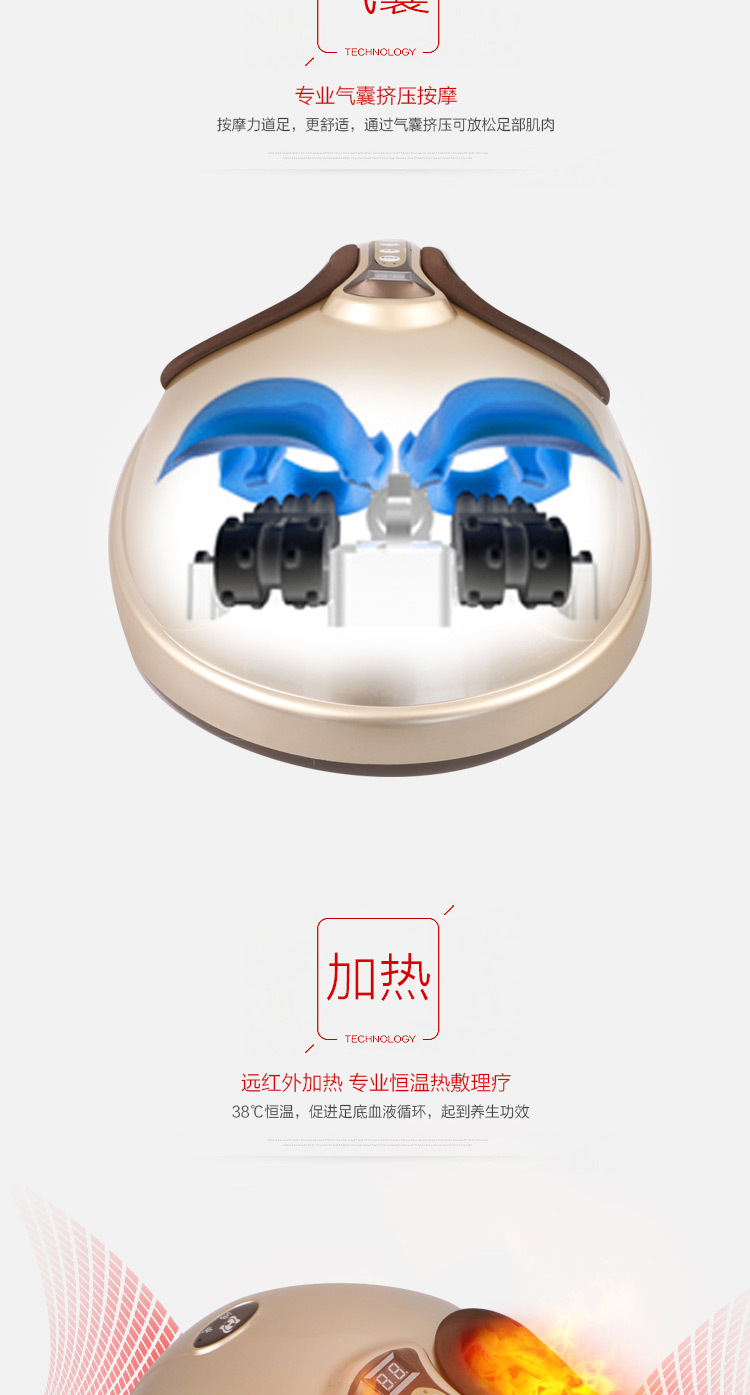 气囊
TECHNOLOGY
专业气囊挤压按摩
按摩力道足，更舒适，通过气囊挤压可放松足部肌肉
加热
TECHNOLOGY
远红外加热 专业恒温热敷理疗
38℃恒温，促进足底血液循环，起到养生功效
88